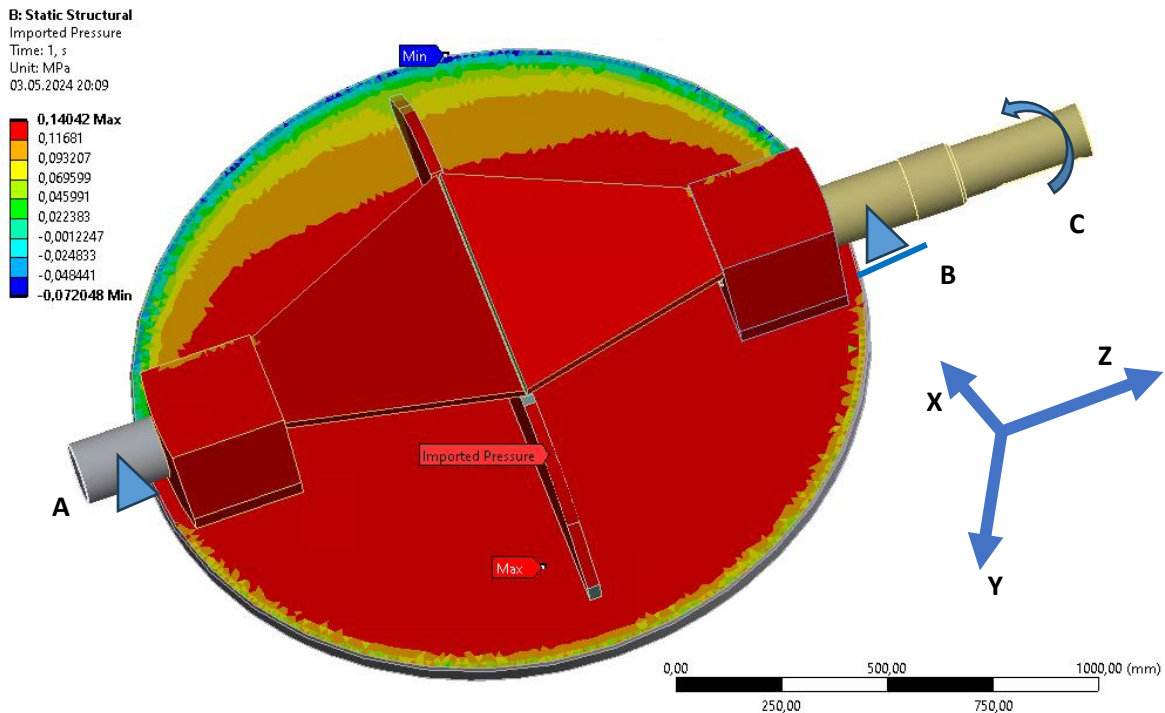 B: Static Structural
Imported Pressure
Time: 1, s
Unit: MPa
03.05.2024 20:09
0,14042 Max
0,11681
0,093207
0,069599
0,045991
0,022383
-0,0012247
-0,024833
-0,048441
-0,072048 Min
Min
C
B
Z
X
Imported Pressure
A
Max
Y
0,00 500,00 1000,00 (mm)
250,00 750,00